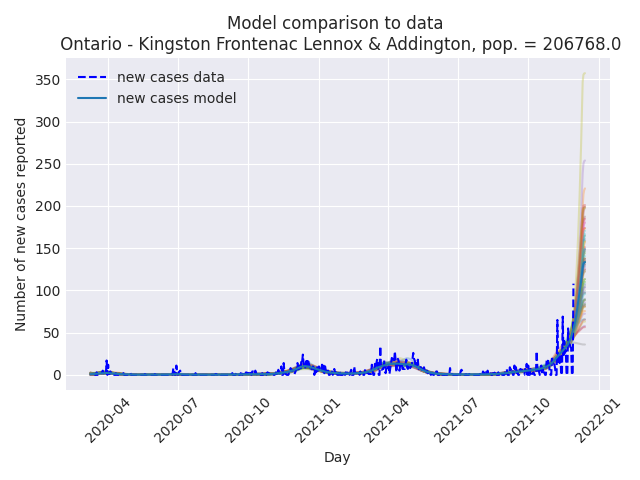 Model comparison to data
Ontario - Kingston Frontenac Lennox & Addington, pop. = 206768.0
new cases data
new cases model
Number of new cases reported
350
300
250
200
150
100
50
0
2020-04
2020-07
2020-10
2021-01
2021-04
2021-07
2021-10
2022-01
Day